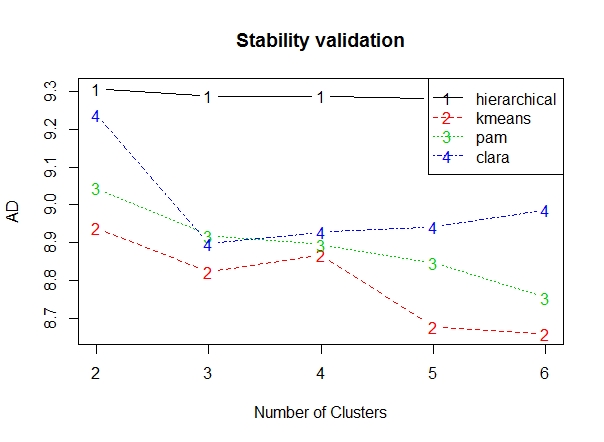 Stability validation
AD
9.3
9.2
9.1
9.0
8.9
8.8
8.7
1 1 1
4 4 4 4 4
3 3 3 3 3
2 2 2 2 2
1 hierarchical
2 kmeans
3 pam
4 clara
2 3 4 5 6
Number of Clusters